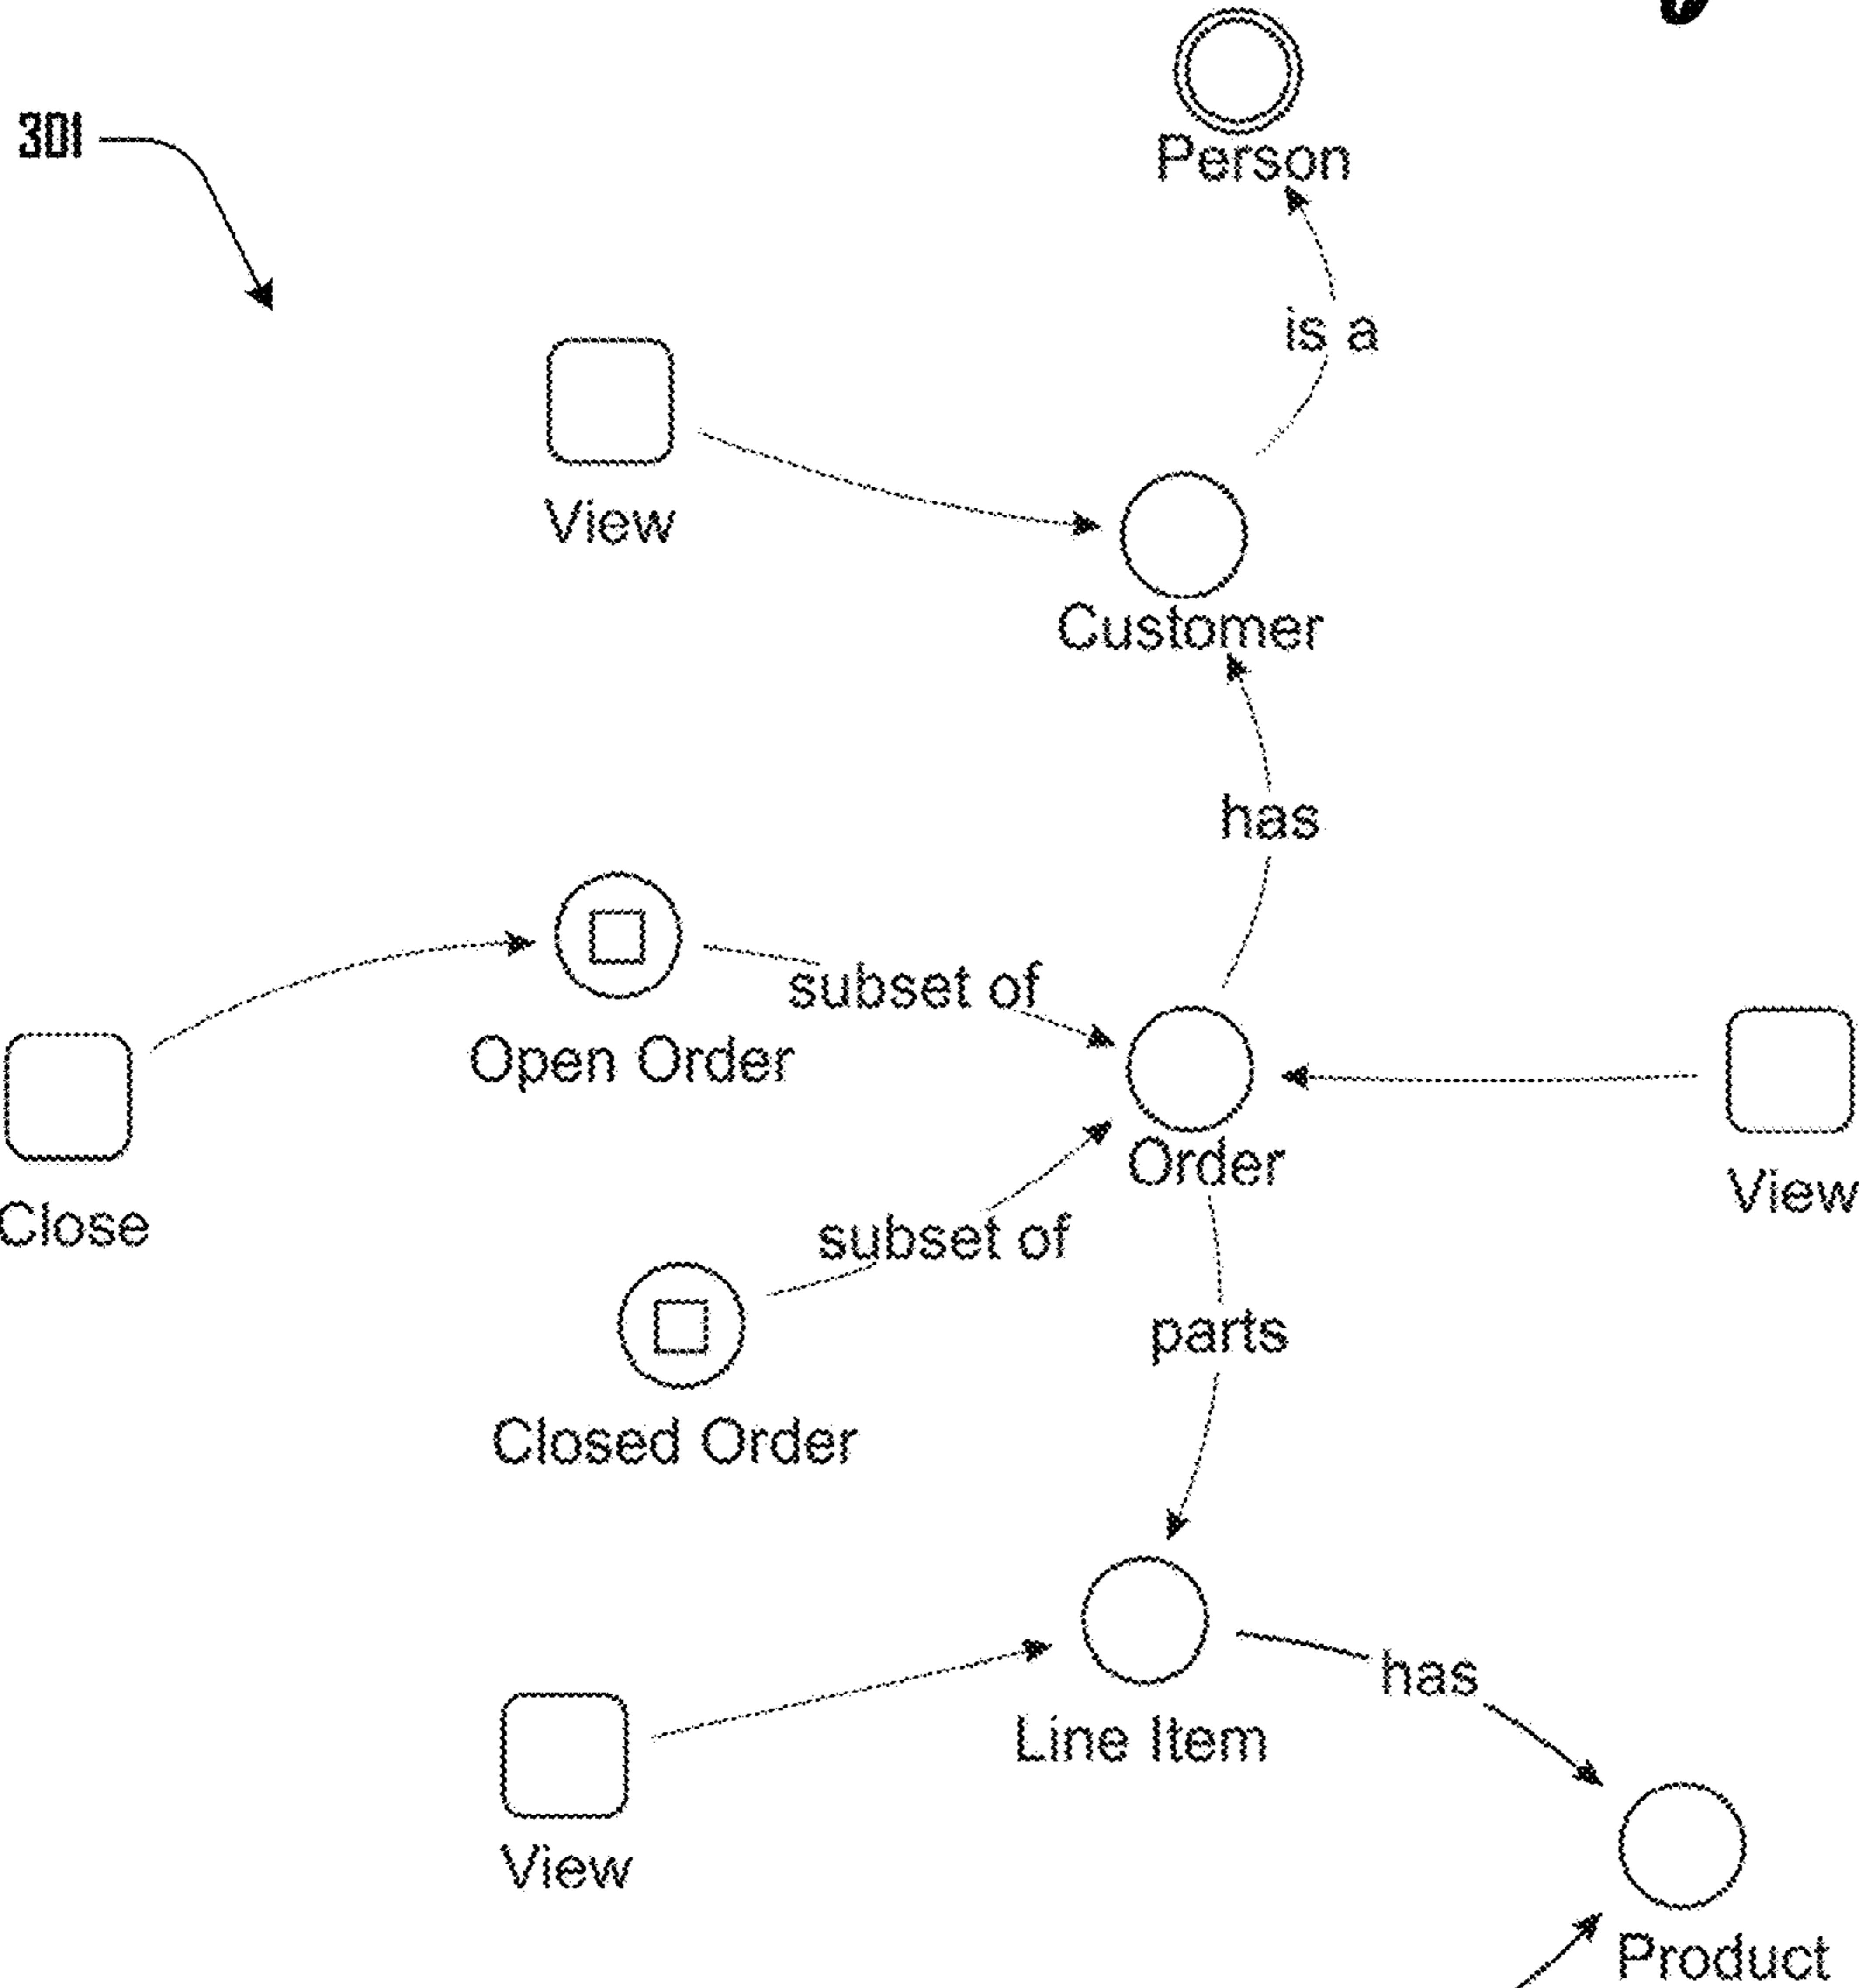 301
Person
is a
View
Customer
has
Open Order
subset of
Order
View
Close
subset of
Closed Order
parts
Line Item
has
View
Product